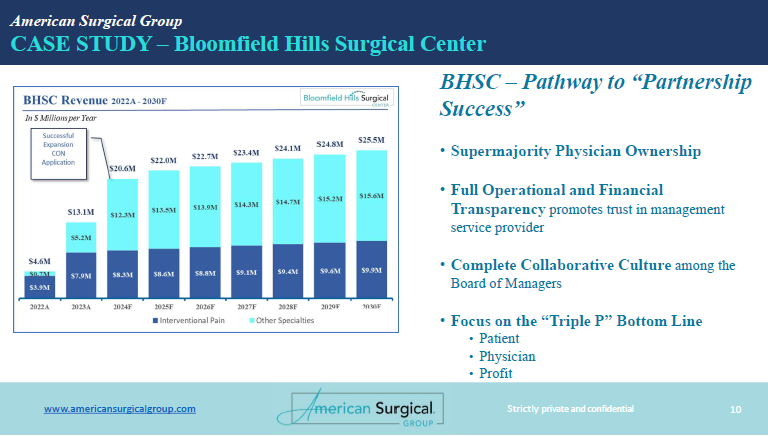 American Surgical Group
CASE STUDY – Bloomfield Hills Surgical Center
BHSC Revenue 2022A - 2030F
Bloomfield Hills Surgical
CENTER
In $ Millions per Year
Successful
Expansion
CON
Application
$4.6M
$13.1M
$20.6M
$22.0M
$22.7M
$23.4M
$24.1M
$24.8M
$25.5M
$0.7M
$5.2M
$12.3M
$13.5M
$13.9M
$14.3M
$14.7M
$15.2M
$15.6M
$3.9M
$7.9M
$8.3M
$8.6M
$8.8M
$9.1M
$9.4M
$9.6M
$9.9M
2022A 2023A 2024F 2025F 2026F 2027F 2028F 2029F 2030F
Interventional Pain Other Specialties
BHSC – Pathway to “Partnership
Success”
• Supermajority Physician Ownership
• Full Operational and Financial
Transparency promotes trust in management
service provider
• Complete Collaborative Culture among the
Board of Managers
• Focus on the “Triple P” Bottom Line
• Patient
• Physician
• Profit
www.americansurgicalgroup.com
American Surgical
GROUP
Strictly private and confidential
10